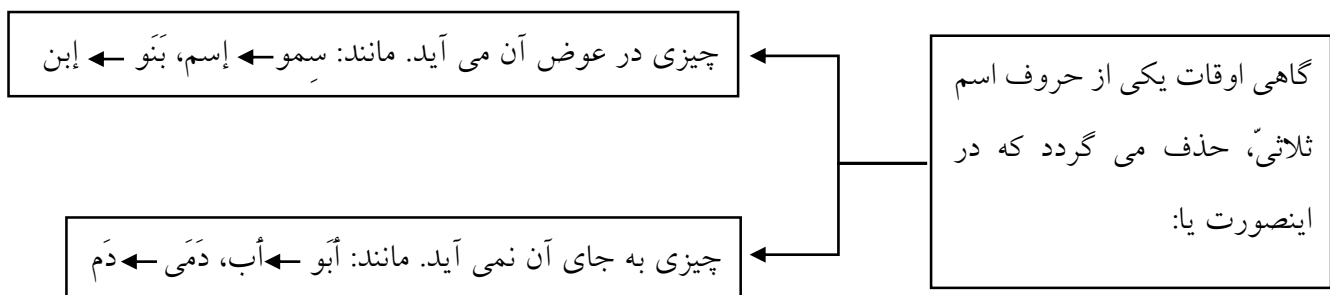 گاهی اوقات یکی از حروف اسم
ثلاثیّ، حذف می گردد که در
اینصورت یا:
چیزی در عوض آن می آید. مانند: سِمو ← إسم، بَنَو ← إبن
چیزی به جای آن نمی آید. مانند: أَبَو ← أَب، دَمَی ← دَم